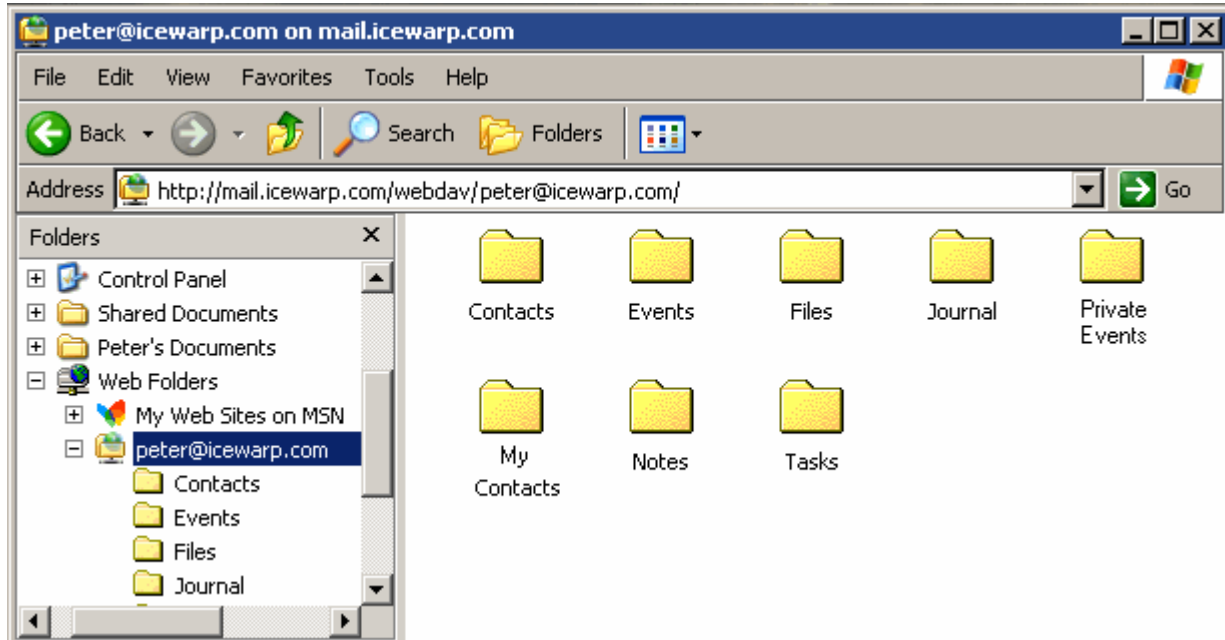 peter@icewarp.com on mail.icewarp.com
File Edit View Favorites Tools Help
Back Search Folders
Address http://mail.icewarp.com/webdav/peter@icewarp.com/ Go
Folders
Control Panel
Shared Documents
Peter's Documents
Web Folders
My Web Sites on MSN
peter@icewarp.com
Contacts
Events
Files
Journal
Contacts Events Files Journal Private
Events
My Notes Tasks
Contacts